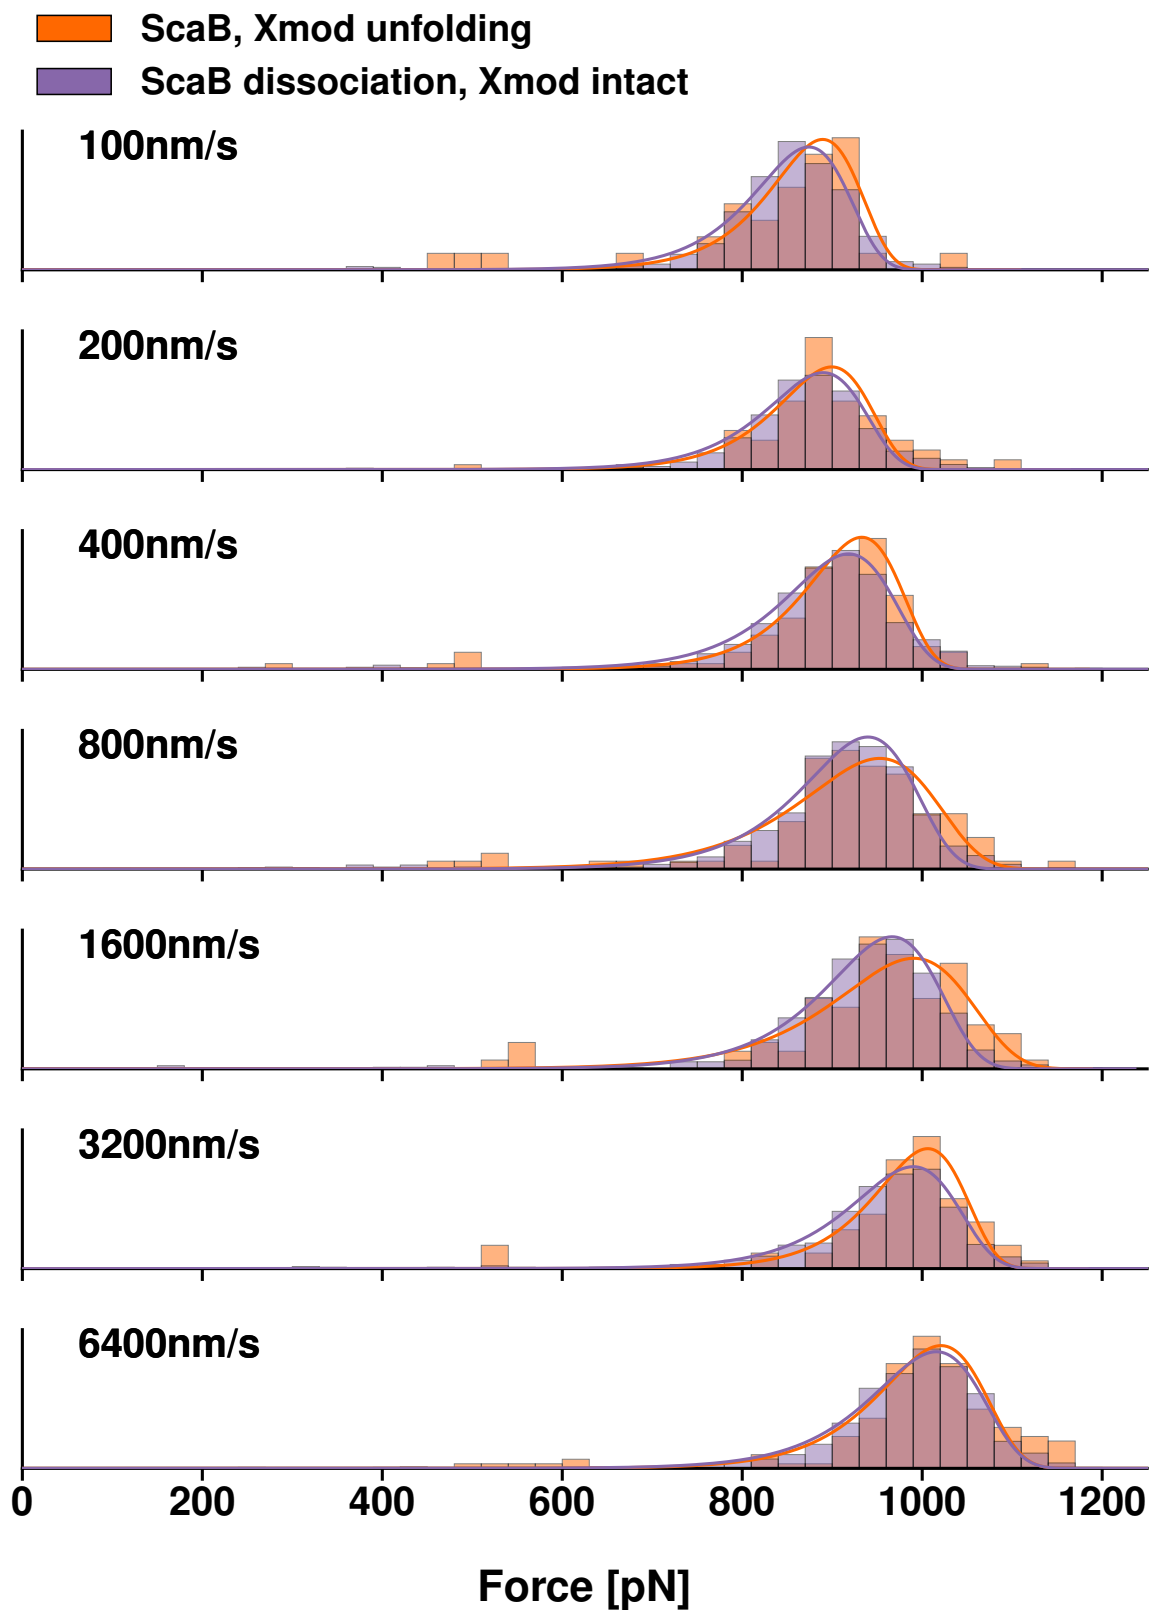 ScaB, Xmod unfolding
ScaB dissociation, Xmod intact
100nm/s
200nm/s
400nm/s
800nm/s
1600nm/s
3200nm/s
6400nm/s
0 200 400 600 800 1000 1200
Force [pN]